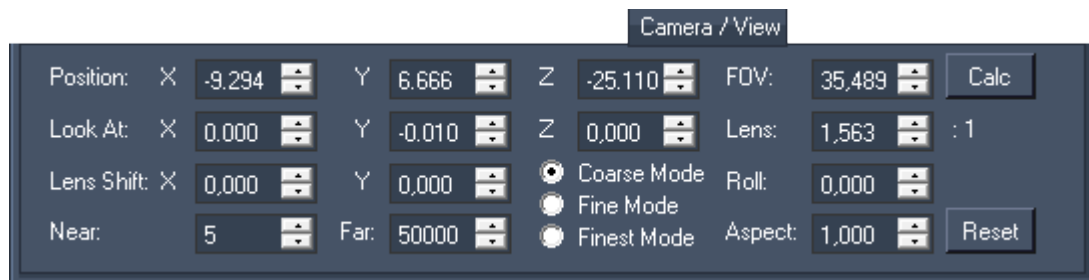 Camera / View
Position: X -9.294 Y 6.666 Z -25.110 FOV: 35,489 Calc
Look At: X 0.000 Y -0.010 Z 0,000 Lens: 1,563 : 1
Lens Shift: X 0,000 Y 0,000 Coarse Mode Roll: 0,000
Fine Mode
Near: 5 Far: 50000 Finest Mode Aspect: 1,000 Reset